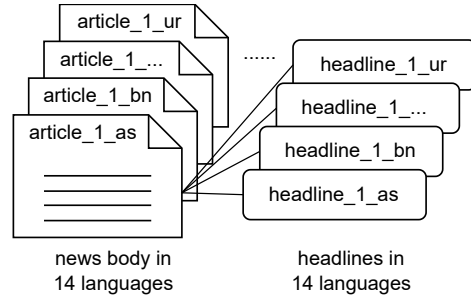 article_1_ur
article_1_...
article_1_bn
article_1_as
......
headline_1_ur
headline_1_...
headline_1_bn
headline_1_as
news body in
14 languages
headlines in
14 languages